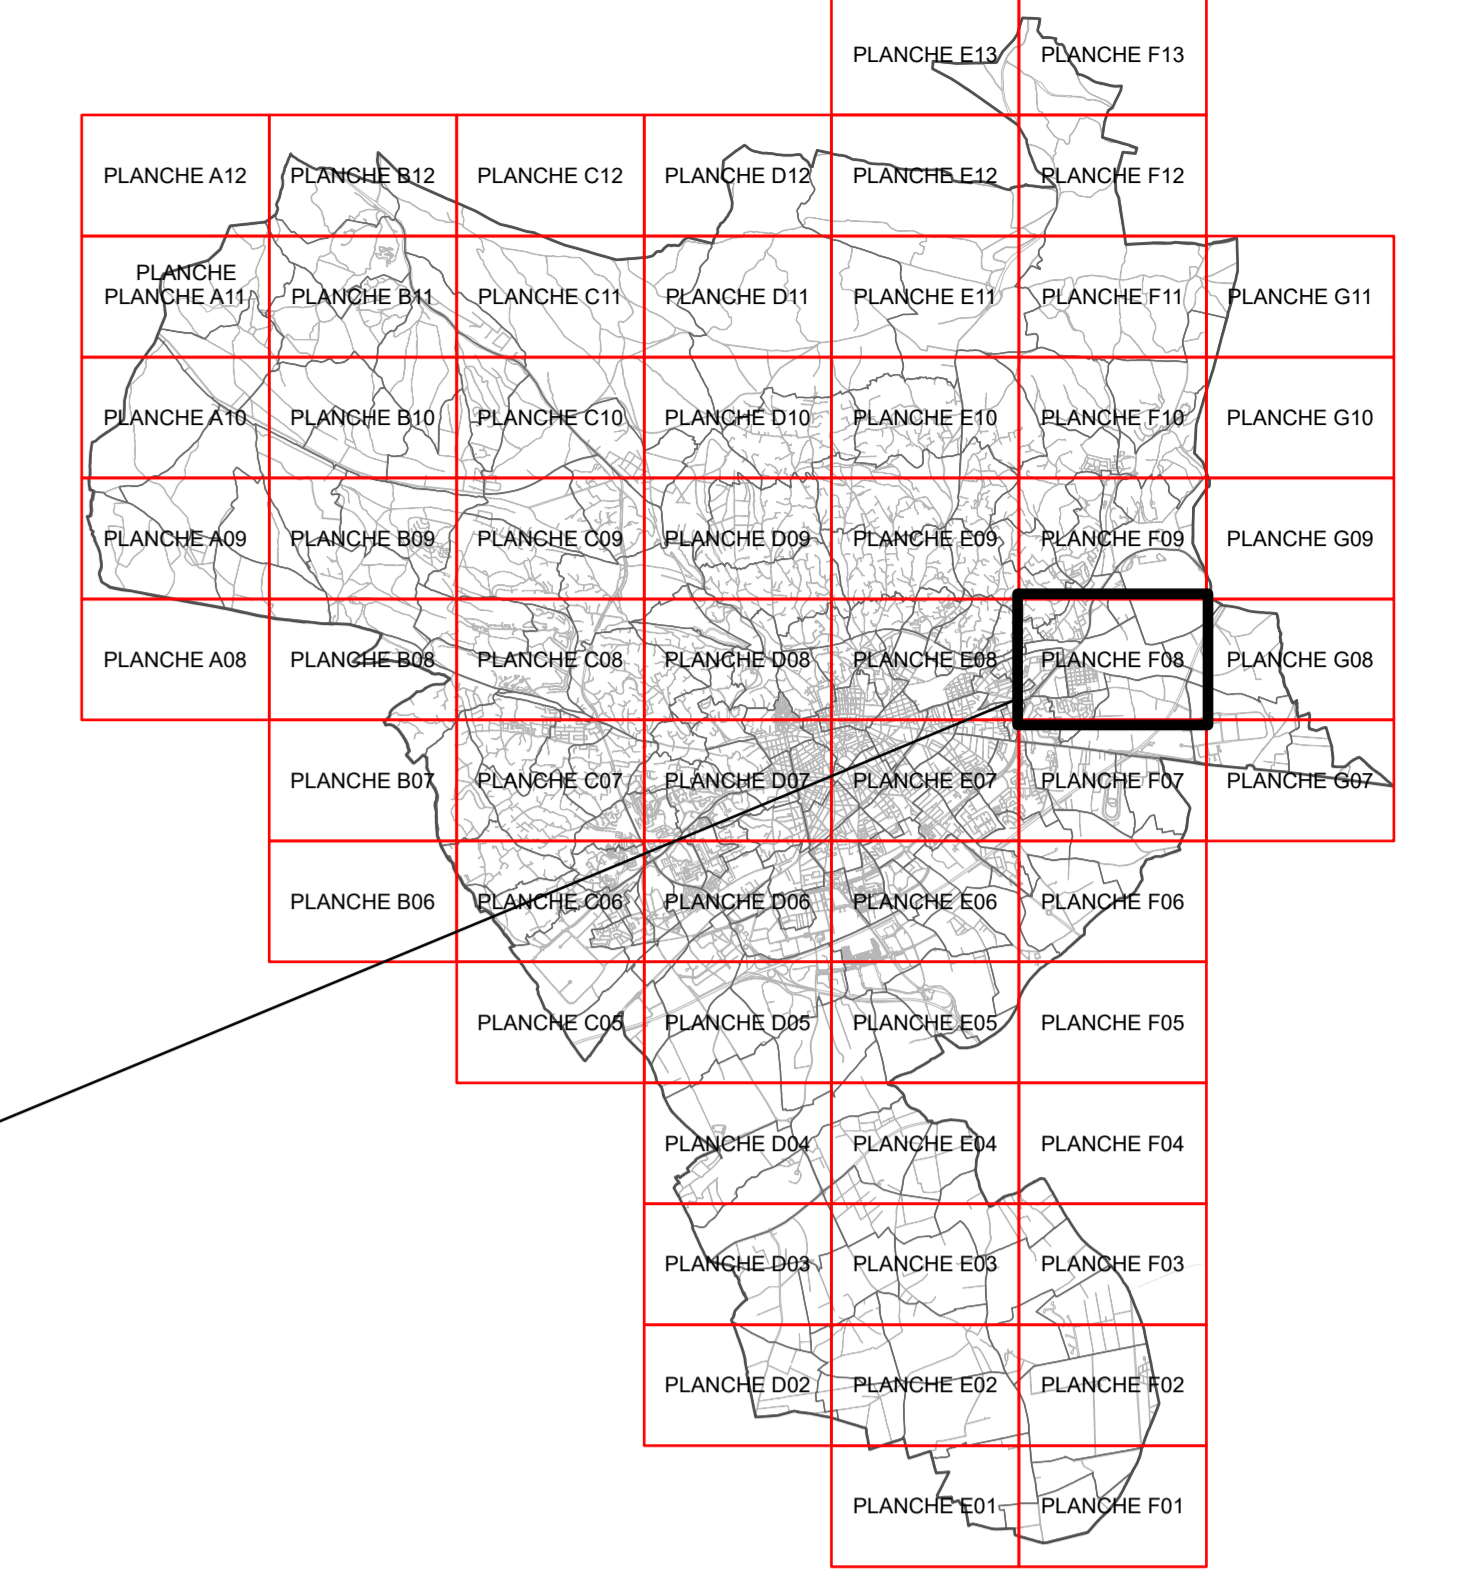 PLANCHE E13
PLANCHE F13
PLANCHE A12
PLANCHE B12
PLANCHE C12
PLANCHE D12
PLANCHE E12
PLANCHE F12
PLANCHE
PLANCHE A11
PLANCHE B11
PLANCHE C11
PLANCHE D11
PLANCHE E11
PLANCHE F11
PLANCHE G11
PLANCHE A10
PLANCHE B10
PLANCHE C10
PLANCHE D10
PLANCHE E10
PLANCHE F10
PLANCHE G10
PLANCHE A09
PLANCHE B09
PLANCHE C09
PLANCHE D09
PLANCHE E09
PLANCHE F09
PLANCHE G09
PLANCHE A08
PLANCHE B08
PLANCHE C08
PLANCHE D08
PLANCHE E08
PLANCHE F08
PLANCHE G08
PLANCHE B07
PLANCHE C07
PLANCHE D07
PLANCHE E07
PLANCHE F07
PLANCHE G07
PLANCHE B06
PLANCHE C06
PLANCHE D06
PLANCHE E06
PLANCHE F06
PLANCHE C05
PLANCHE D05
PLANCHE E05
PLANCHE F05
PLANCHE D04
PLANCHE E04
PLANCHE F04
PLANCHE D03
PLANCHE E03
PLANCHE F03
PLANCHE D02
PLANCHE E02
PLANCHE F02
PLANCHE E01
PLANCHE F01